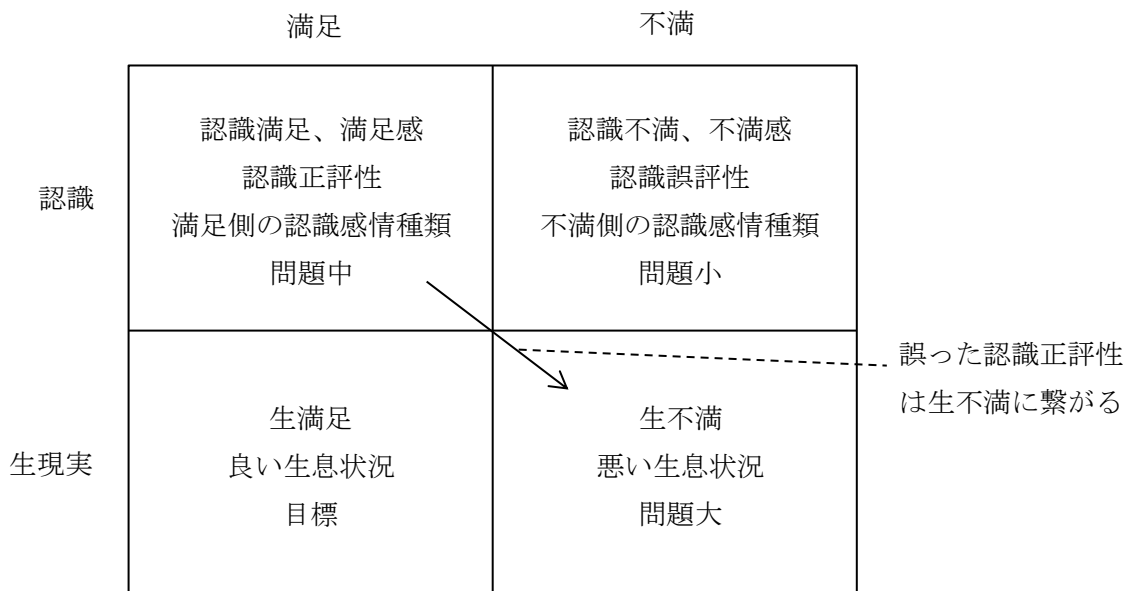 満足
不満
認識
認識満足、満足感
認識正評性
満足側の認識感情種類
問題中
認識不満、不満感
認識誤評性
不満側の認識感情種類
問題小
誤った認識正評性
は生不満に繋がる
生現実
生満足
良い生息状況
目標
生不満
悪い生息状況
問題大